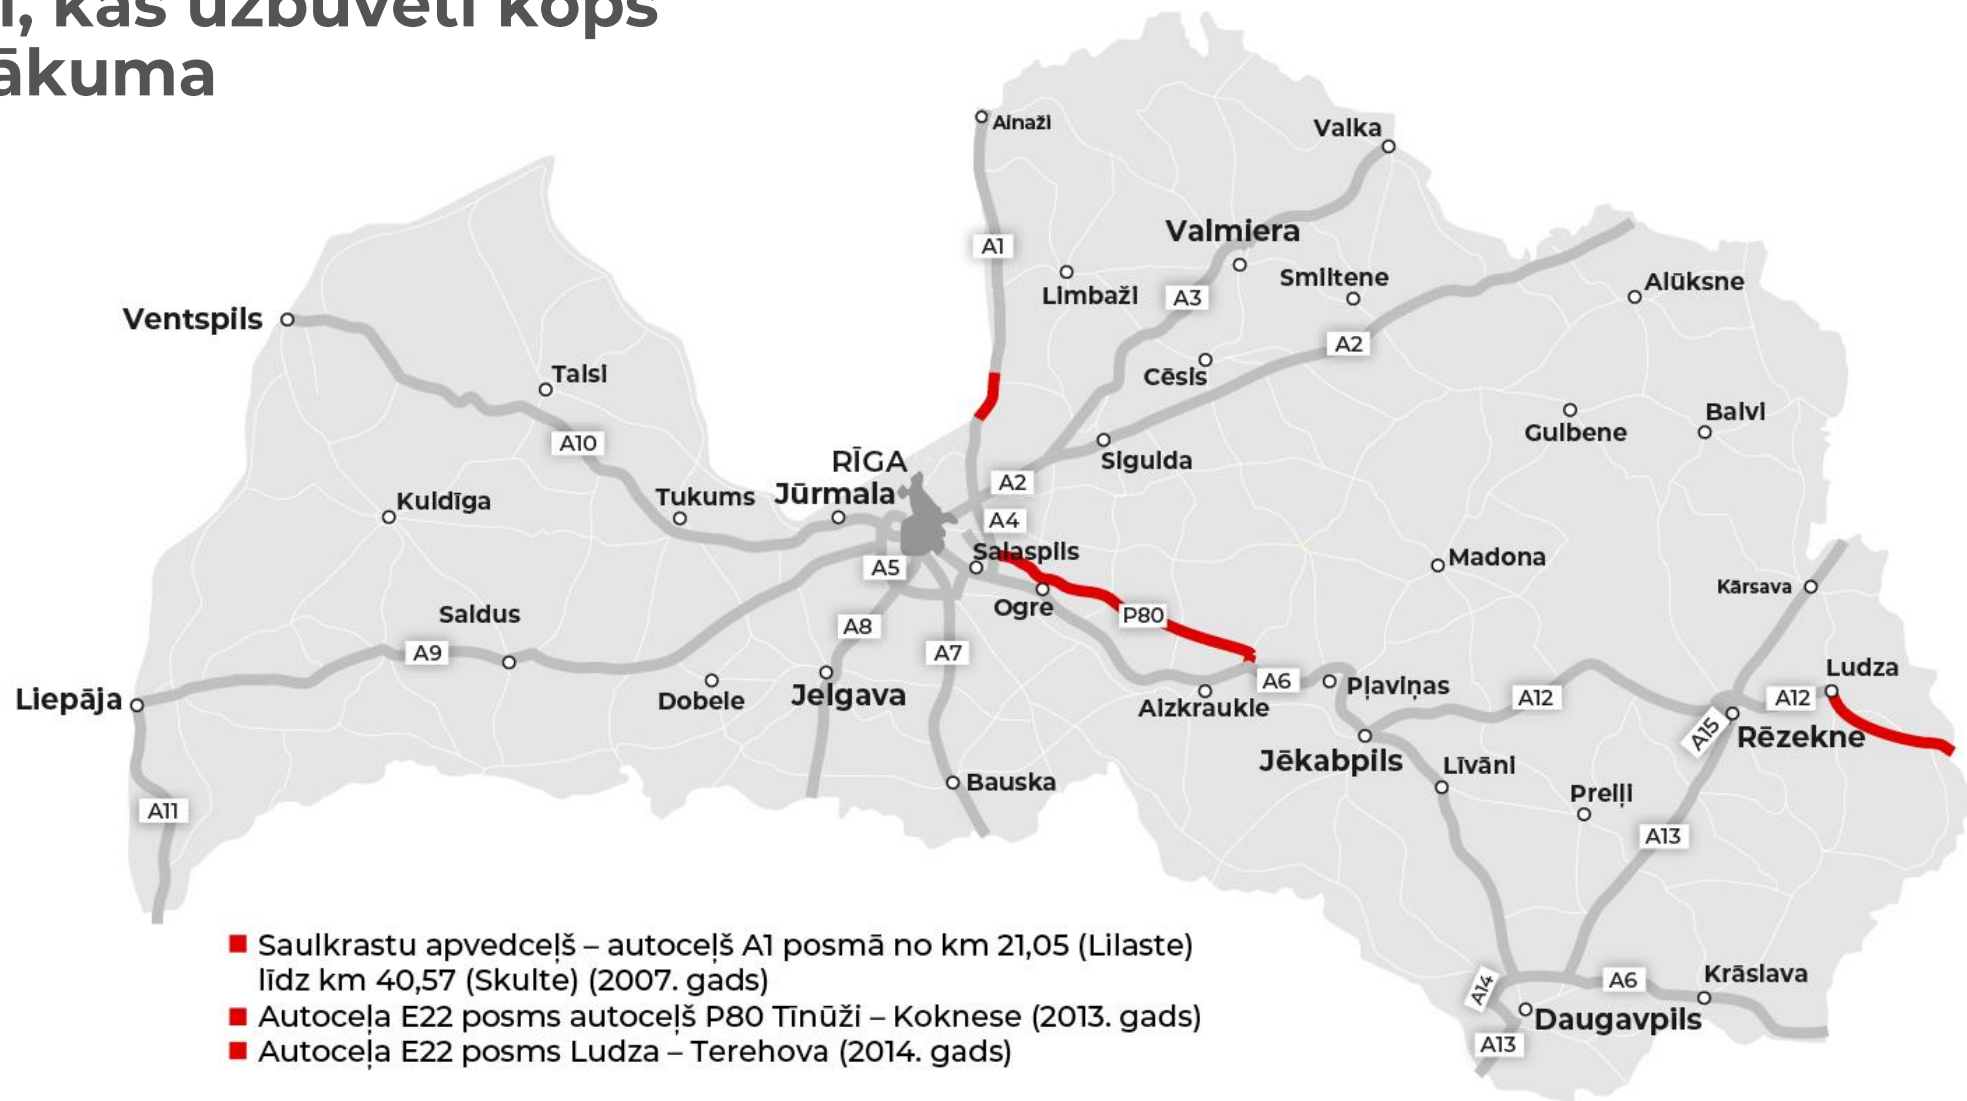 kas uzbūvēti kops
ākuma
Ainaži
Valka
Valmiera
A1
Limbaži
A3
Smiltene
Alūksne
Ventspils
A2
Talsi
Cēsis
Balvi
Gulbene
A10
Sigulda
RĪGA
Jūrmala
A2
Kuldīga
Tukums
A4
Salaspils
A5
Madona
Kārsava
Ogre
P80
Saldus
A8
A9
A7
Ludza
Liepāja
A6
Pļaviņas
A12
A12
Dobele
Jelgava
Aizkraukle
A15
Rēzekne
Jēkabpils
Līvāni
Bauska
Preiļi
A11
A13
Saulkrastu apvedceļš – autoceļš A1 posmā no km 21,05 (Lilaste)
līdz km 40,57 (Skulte) (2007. gads)
Autoceļa E22 posms autoceļš P80 Tīnūži – Koknese (2013. gads)
Autoceļa E22 posms Ludza – Terehova (2014. gads)
A14
A6
Krāslava
Daugavpils
A13